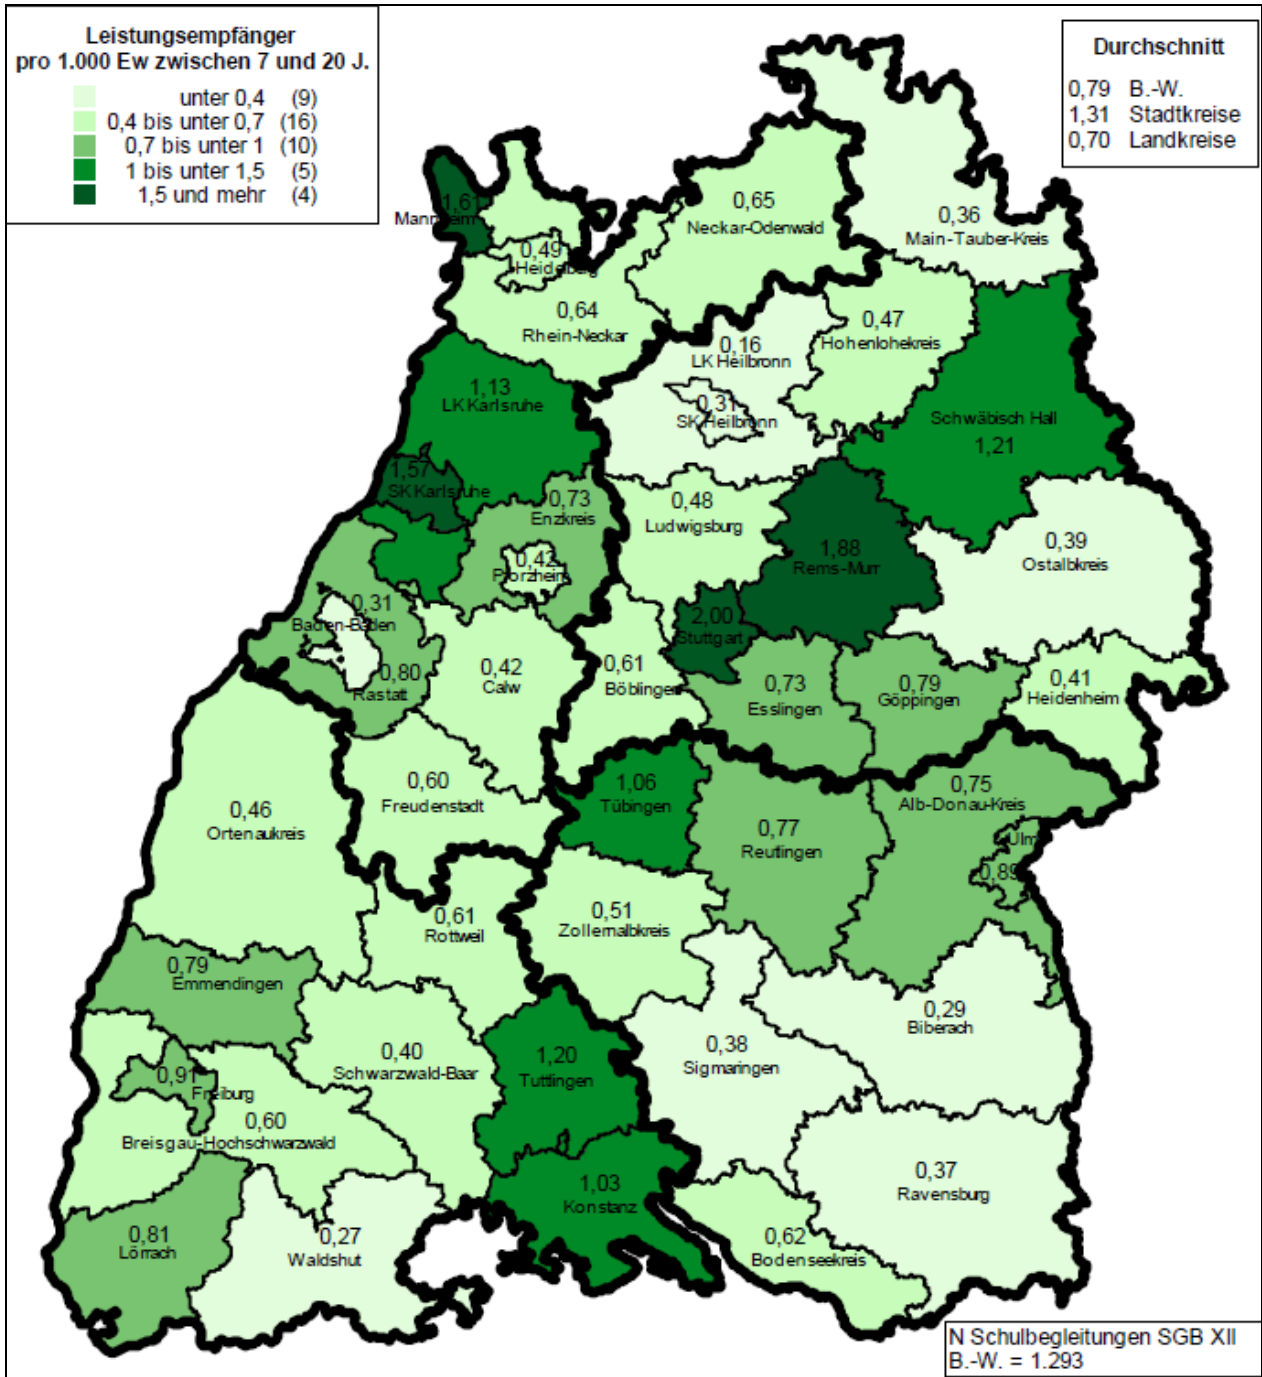 Leistungsempfänger
pro 1.000 Ew zwischen 7 und 20 J.
unter 0,4 (9)
0,4 bis unter 0,7 (16)
0,7 bis unter 1 (10)
1 bis unter 1,5 (5)
1,5 und mehr (4)
Durchschnitt
0,79 B.-W.
1,31 Stadtkreise
0,70 Landkreise
1,61
Mannheim
0,49
Heidelberg
0,64
Rhein-Neckar
0,65
Neckar-Odenwald
0,36
Main-Tauber-Kreis
0,16
LK Heilbronn
0,47
Hohenlohekreis
0,31
SK Heilbronn
Schwäbisch Hall
1,21
1,13
LK Karlsruhe
1,57
SK Karlsruhe
0,73
Enzkreis
0,42
Pforzheim
0,48
Ludwigsburg
1,88
Rems-Murr
0,39
Ostalbkreis
0,31
Baden-Baden
0,80
Rastatt
0,42
Calw
0,61
Böblingen
2,00
Stuttgart
0,73
Esslingen
0,79
Göppingen
0,41
Heidenheim
0,46
Ortenaukreis
0,60
Freudenstadt
1,06
Tübingen
0,77
Reutlingen
0,75
Alb-Donau-Kreis
Ulm
0,89
0,61
Rottweil
0,51
Zollernalbkreis
0,79
Emmendingen
0,40
Schwarzwald-Baar
1,20
Tuttlingen
0,38
Sigmaringen
0,29
Biberach
0,91
Freiburg
0,60
Breisgau-Hochschwarzwald
0,81
Lörrach
0,27
Waldshut
1,03
Konstanz
0,62
Bodenseekreis
0,37
Ravensburg
N Schulbegleitungen SGB XII
B.-W. = 1.293